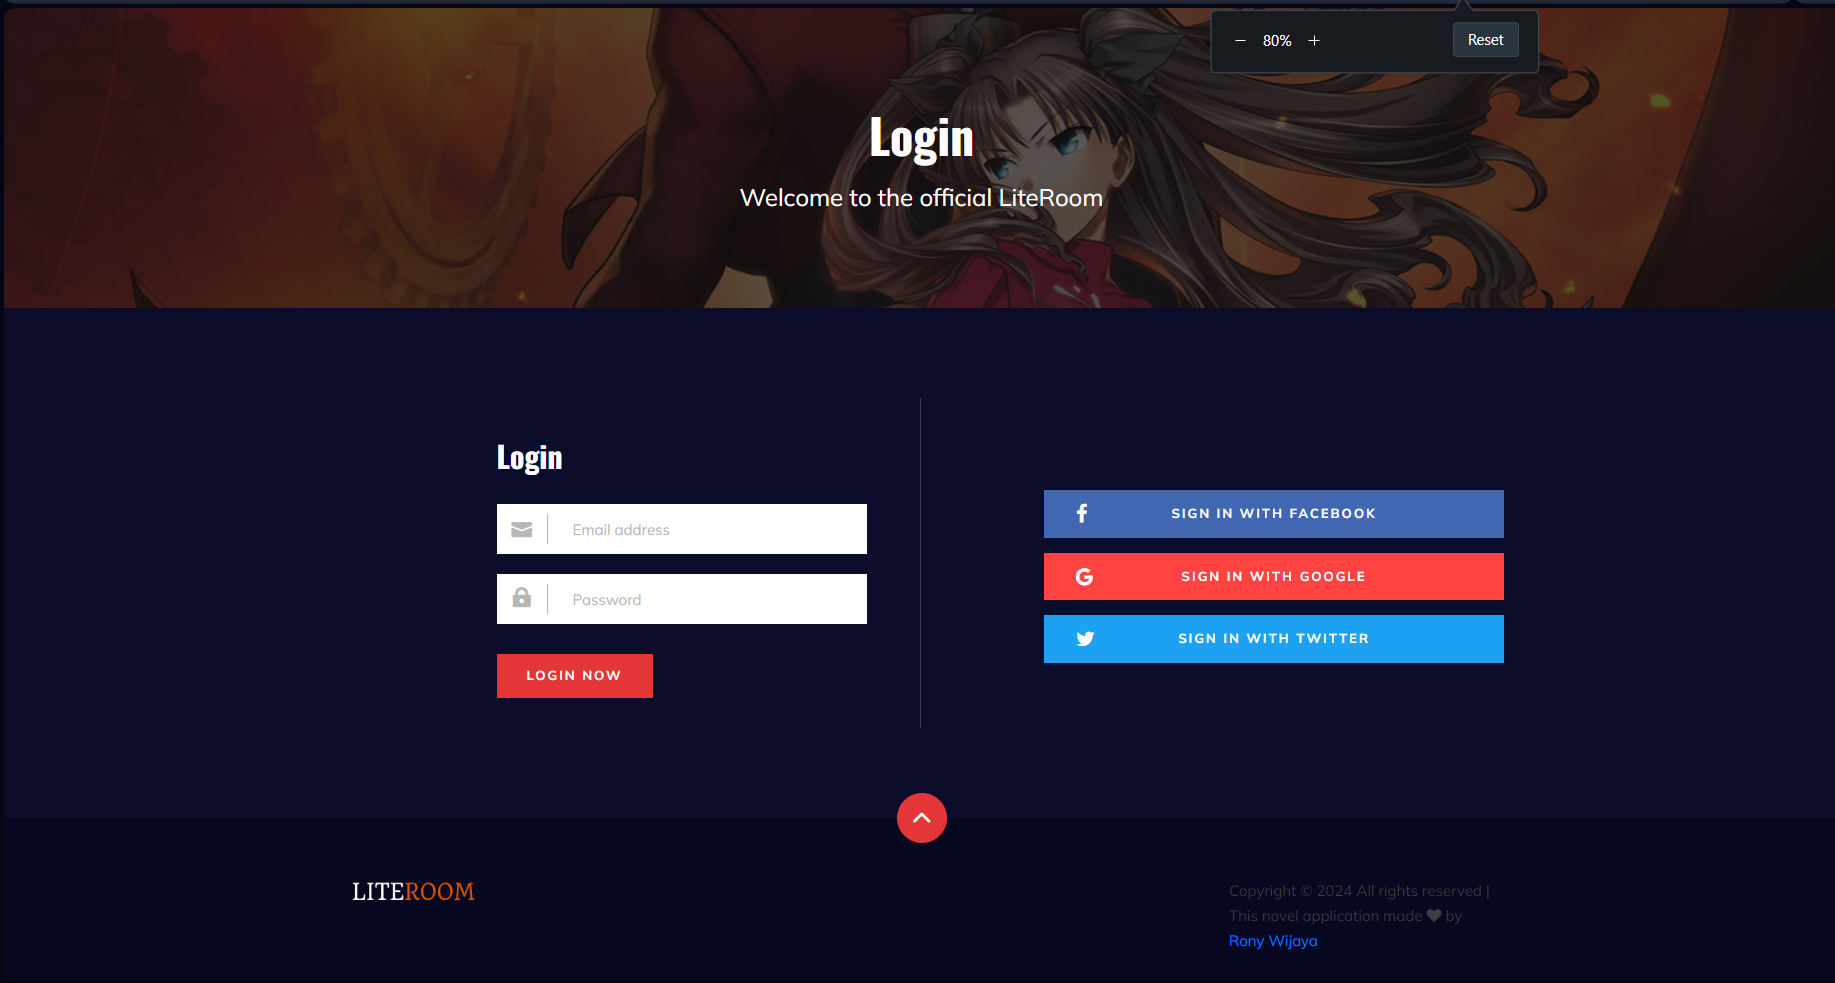 80%
Reset
Login
Welcome to the official LiteRoom
Login
Email address
Password
LOGIN NOW
SIGN IN WITH FACEBOOK
SIGN IN WITH GOOGLE
SIGN IN WITH TWITTER
LITEROOM
Copyright © 2024 All rights reserved |
This novel application made ♥ by
Rony Wijaya